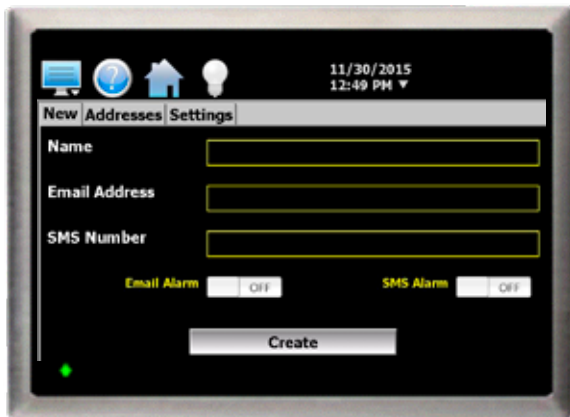 11/30/2015
12:49 PM ▼
New Addresses Settings
Name
Email Address
SMS Number
Email Alarm OFF SMS Alarm OFF
Create